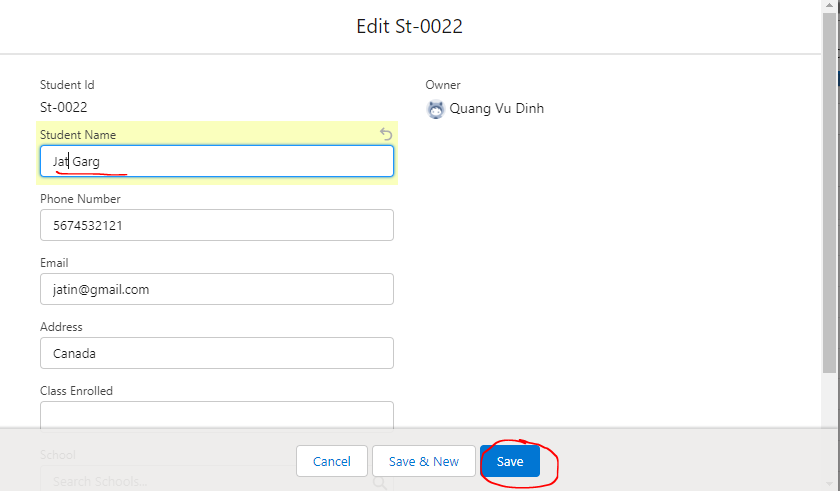 Edit St-0022
Student Id
St-0022
Owner
Quang Vu Dinh
Student Name
Jat Garg
Phone Number
5674532121
Email
jatin@gmail.com
Address
Canada
Class Enrolled
School
Search Schools...
Cancel
Save & New
Save